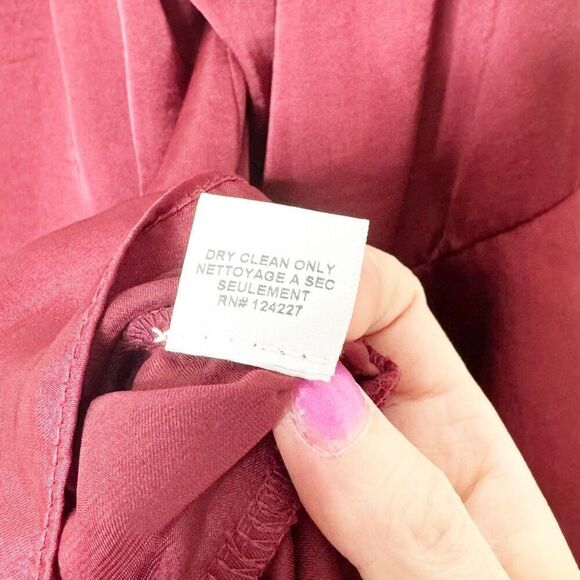 DRY CLEAN ONLY
NETTOYAGE A SEC
SEULEMENT
RN# 124227